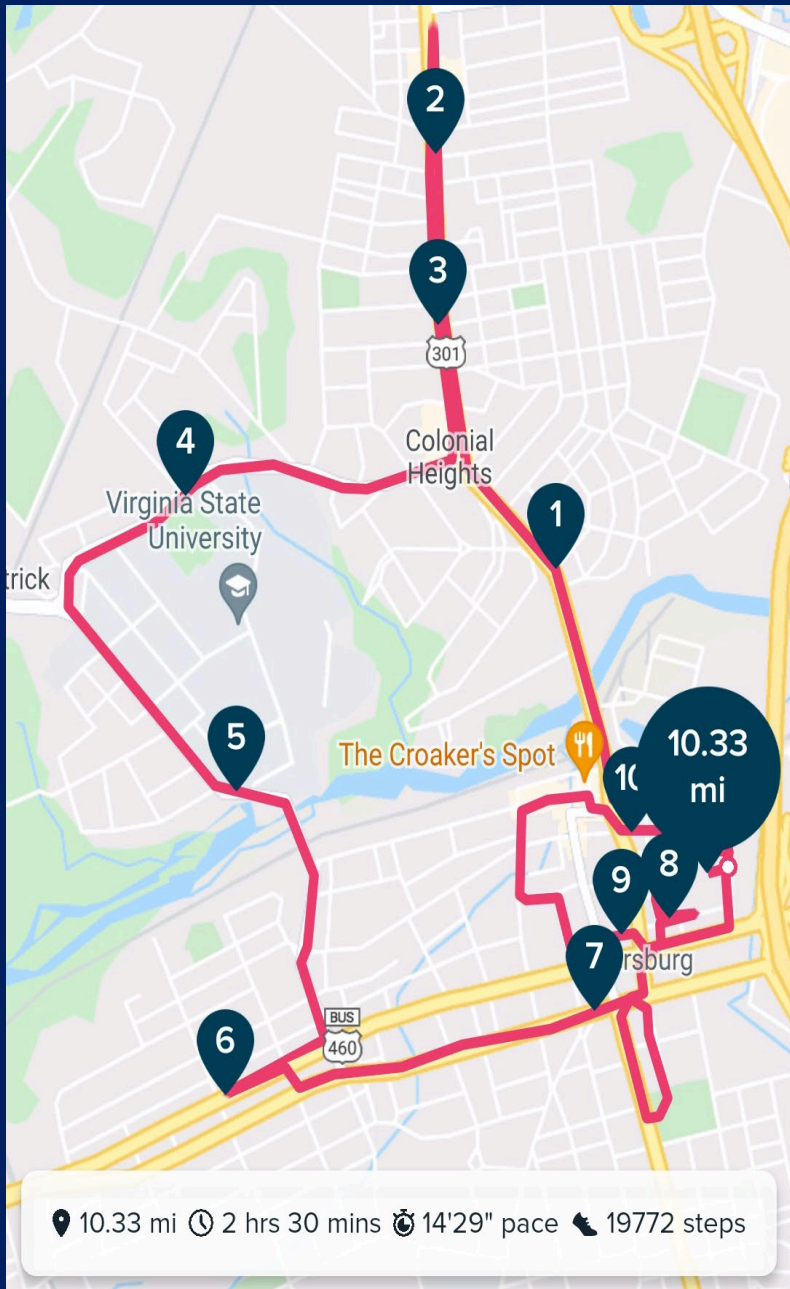 2
3
301
Colonial
Heights
4
Virginia State
University
1
trick
5
The Croaker's Spot
10.33
mi
10
8
9
7
rsburg
BUS
460
6
10.33 mi 2 hrs 30 mins 14'29" pace 19772 steps